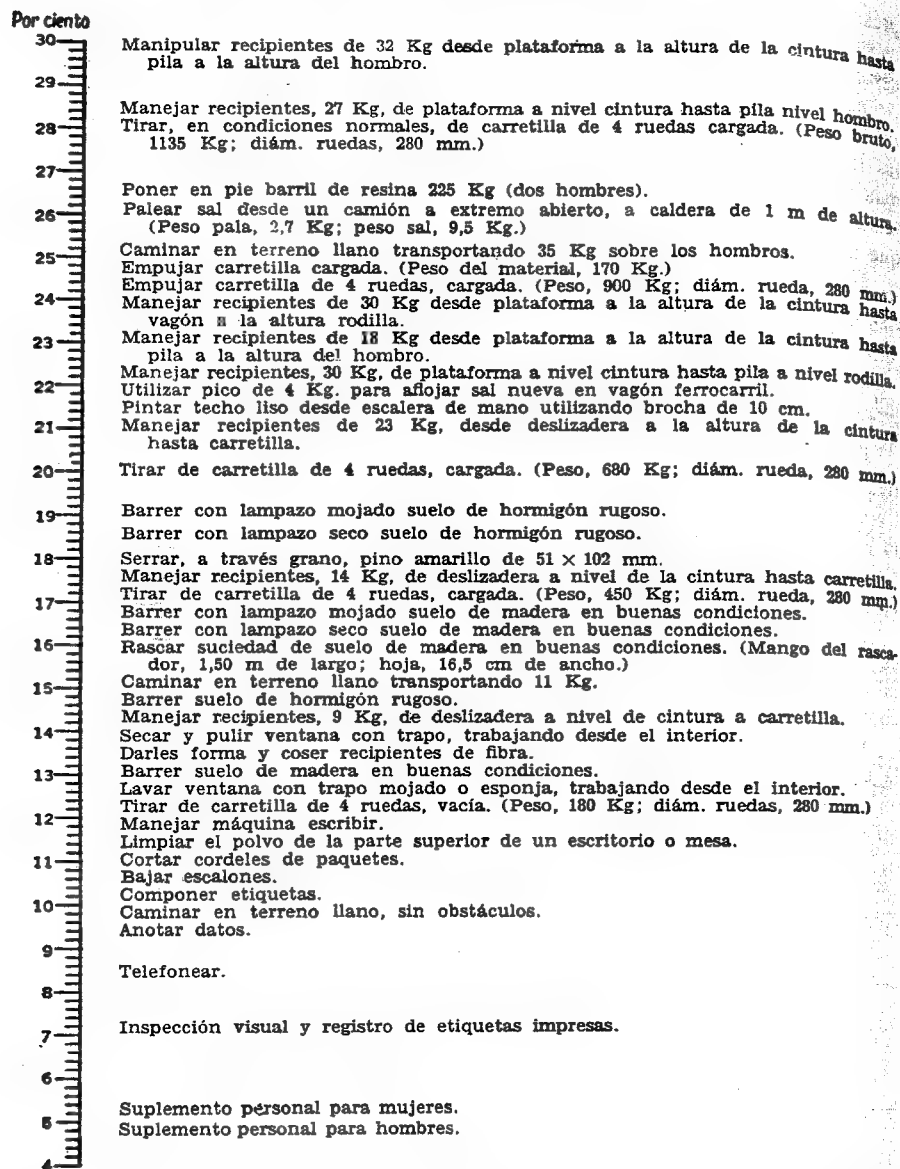 Por ciento
30
Manipular recipientes de 32 Kg desde plataforma a la altura de la cintura hasta
pila a la altura del hombro.
29
Manejar recipientes, 27 Kg, de plataforma a nivel cintura hasta pila nivel hombro.
28
Tirar, en condiciones normales, de carretilla de 4 ruedas cargada. (Peso bruto,
1135 Kg; diám. ruedas, 280 mm.)
27
Poner en pie barril de resina 225 Kg (dos hombres).
26
Palear sal desde un camión a extremo abierto, a caldera de 1 m de altura.
(Peso pala, 2,7 Kg; peso sal, 9,5 Kg.)
25
Caminar en terreno llano transportando 35 Kg sobre los hombros.
Empujar carretilla cargada. (Peso del material, 170 Kg.)
Empujar carretilla de 4 ruedas, cargada. (Peso, 900 Kg; diám. rueda, 280 mm.)
24
Manejar recipientes de 30 Kg desde plataforma a la altura de la cintura hasta
vagón a la altura rodilla.
23
Manejar recipientes de 18 Kg desde plataforma a la altura de la cintura hasta
pila a la altura del hombro.
Manejar recipientes, 30 Kg, de plataforma a nivel cintura hasta pila a nivel rodilla.
22
Utilizar pico de 4 Kg. para aflojar sal nueva en vagón ferrocarril.
Pintar techo liso desde escalera de mano utilizando brocha de 10 cm.
21
Manejar recipientes de 23 Kg, desde deslizadera a la altura de la cintura
hasta carretilla.
20
Tirar de carretilla de 4 ruedas, cargada. (Peso, 680 Kg; diám. rueda, 280 mm.)
19
Barrer con lampazo mojado suelo de hormigón rugoso.
Barrer con lampazo seco suelo de hormigón rugoso.
18
Serrar, a través grano, pino amarillo de 51 × 102 mm.
Manejar recipientes, 14 Kg, de deslizadera a nivel de la cintura hasta carretilla.
17
Tirar de carretilla de 4 ruedas, cargada. (Peso, 450 Kg; diám. rueda, 280 mm.)
Barrer con lampazo mojado suelo de madera en buenas condiciones.
Barrer con lampazo seco suelo de madera en buenas condiciones.
16
Rascar suciedad de suelo de madera en buenas condiciones. (Mango del rasca-
dor, 1,50 m de largo; hoja, 16,5 cm de ancho.)
15
Caminar en terreno llano transportando 11 Kg.
Barrer suelo de hormigón rugoso.
Manejar recipientes, 9 Kg, de deslizadera a nivel de cintura a carretilla.
14
Secar y pulir ventana con trapo, trabajando desde el interior.
Darles forma y coser recipientes de fibra.
13
Barrer suelo de madera en buenas condiciones.
Lavar ventana con trapo mojado o esponja, trabajando desde el interior.
Tirar de carretilla de 4 ruedas, vacía. (Peso, 180 Kg; diám. ruedas, 280 mm.)
12
Manejar máquina escribir.
Limpiar el polvo de la parte superior de un escritorio o mesa.
11
Cortar cordeles de paquetes.
Bajar escalones.
Componer etiquetas.
10
Caminar en terreno llano, sin obstáculos.
Anotar datos.
9
Telefonear.
8
Inspección visual y registro de etiquetas impresas.
7
6
Suplemento personal para mujeres.
5
Suplemento personal para hombres.
4